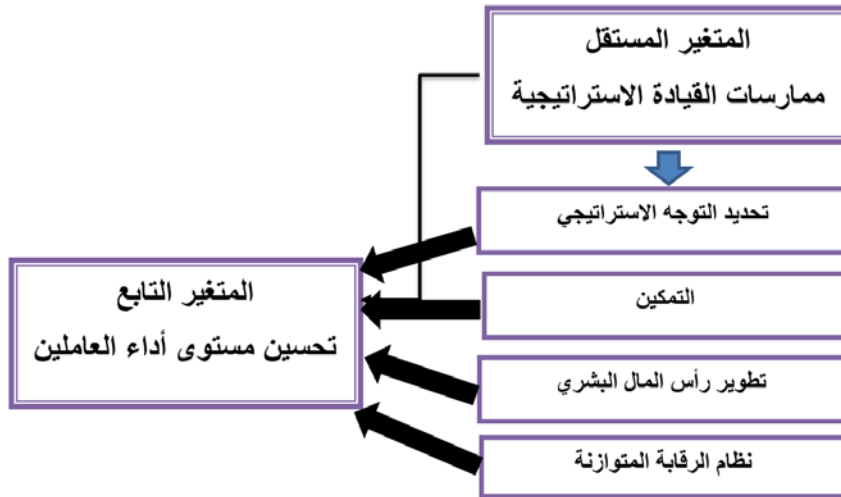 المتغير المستقل
ممارسات القيادة الاستراتيجية
تحديد التوجه الاستراتيجي
التمكين
تطوير رأس المال البشري
نظام الرقابة المتوازنة
المتغير التابع
تحسين مستوى أداء العاملين